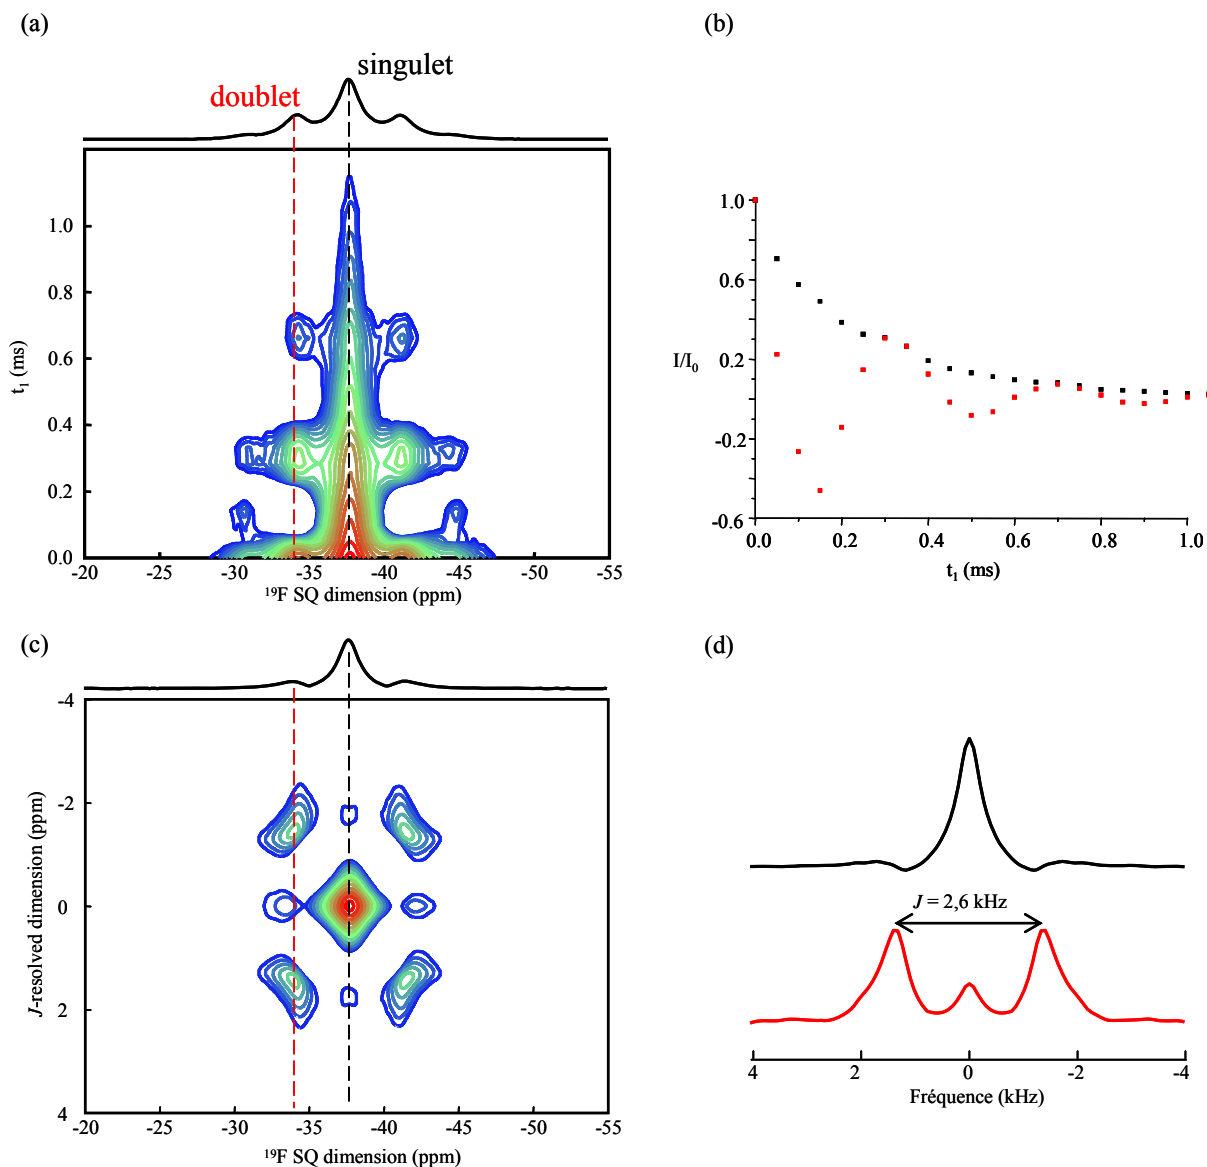 (a)
singulet
doublet
1.0
0.8
0.6
0.4
0.2
0.0
t1 (ms)
-20 -25 -30 -35 -40 -45 -50 -55
19F SQ dimension (ppm)
(b)
1.0
0.6
0.2
-0.2
-0.6
I/I0
0.0 0.2 0.4 0.6 0.8 1.0
t1 (ms)
(c)
-4
-2
0
2
4
J-resolved dimension (ppm)
-20 -25 -30 -35 -40 -45 -50 -55
19F SQ dimension (ppm)
(d)
J = 2,6 kHz
4 2 0 -2 -4
Fréquence (kHz)